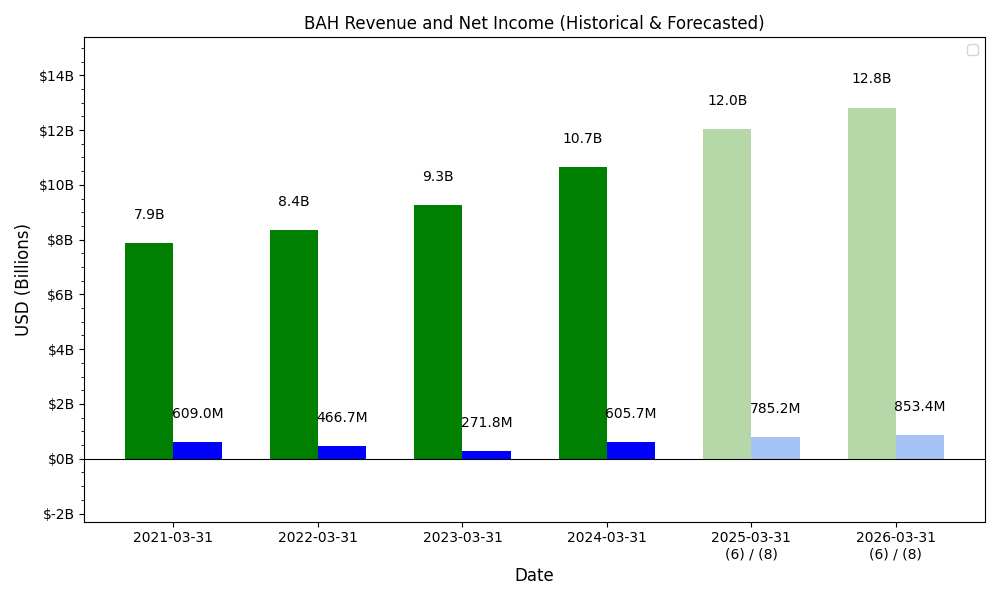 BAH Revenue and Net Income (Historical & Forecasted)
USD (Billions)
$14B
$12B
$10B
$8B
$6B
$4B
$2B
$0B
$-2B
7.9B
609.0M
8.4B
466.7M
9.3B
271.8M
10.7B
605.7M
12.0B
785.2M
12.8B
853.4M
2021-03-31
2022-03-31
2023-03-31
2024-03-31
2025-03-31
(6) / (8)
2026-03-31
(6) / (8)
Date